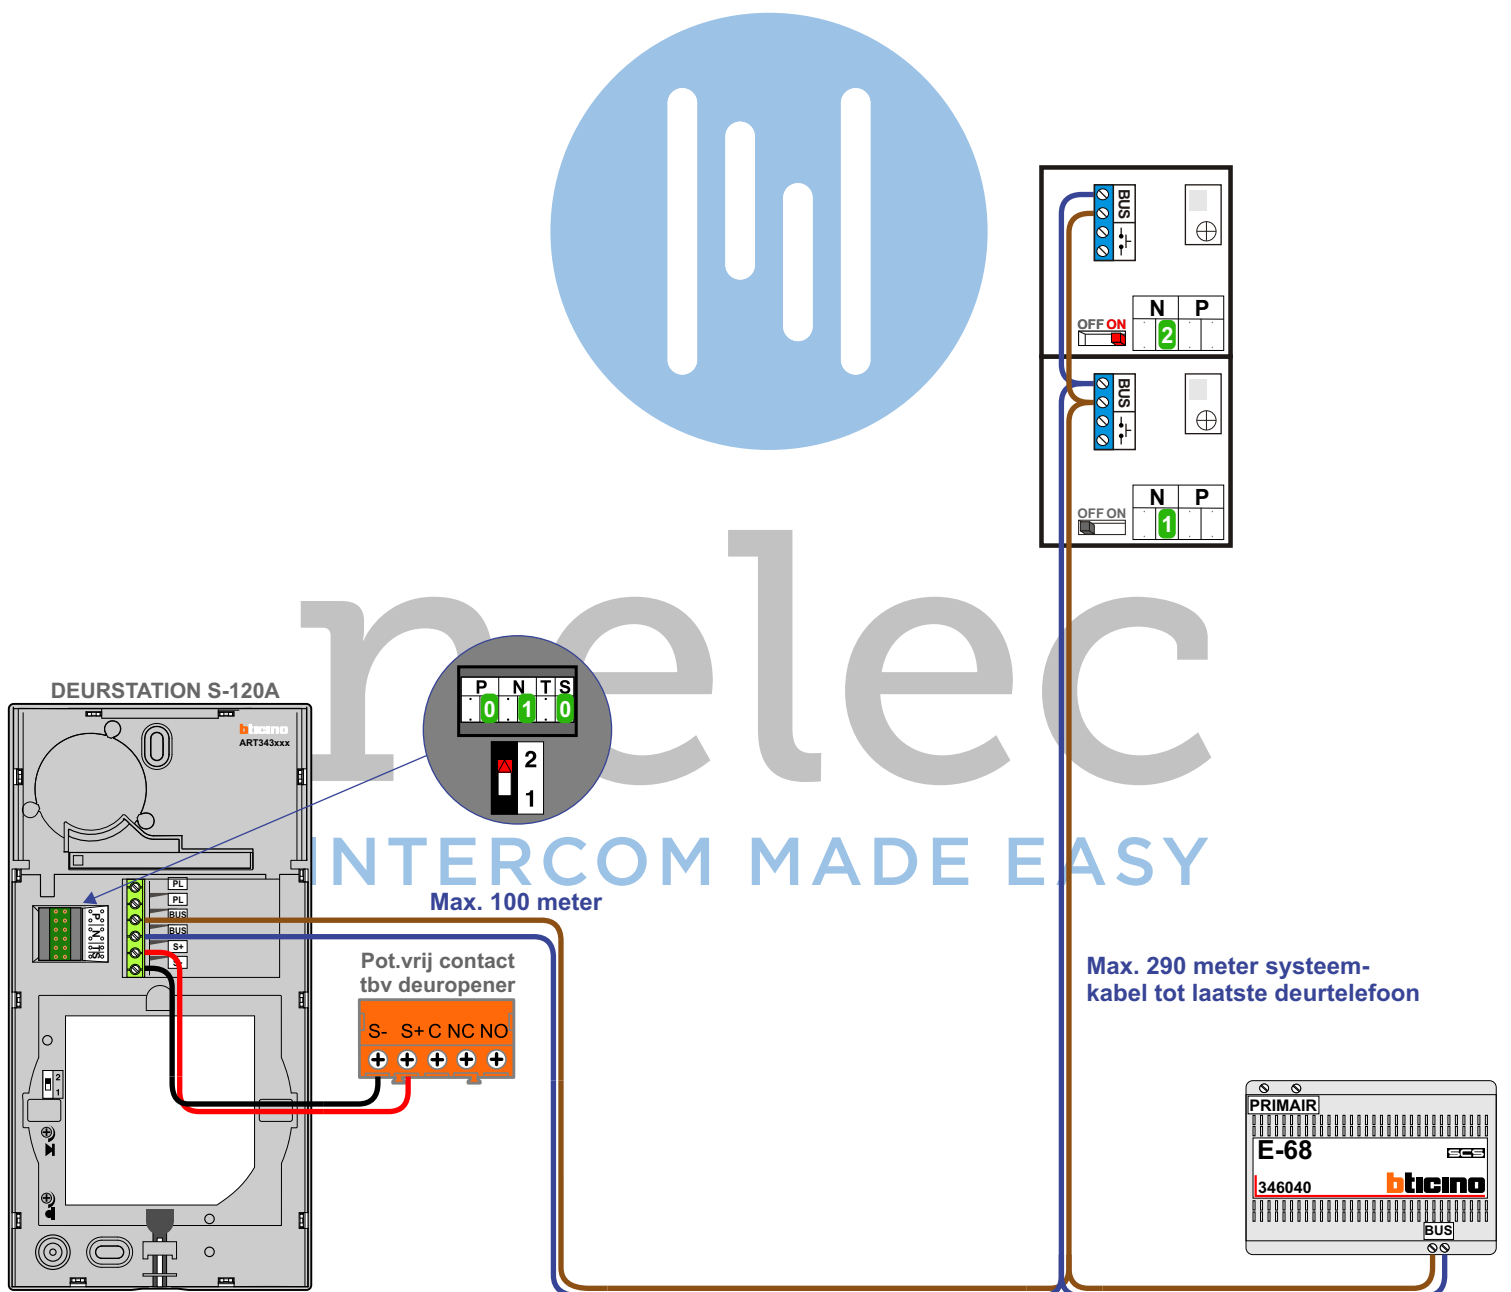 BUS
N P
OFF ON
2
BUS
N P
OFF ON
1
nelec
INTERCOM MADE EASY
DEURSTATION S-120A
bticino
ART343xxx
P N T S
0 1 0
2
1
PL
PL
BUS
BUS
S+
P N T S
Max. 100 meter
Pot.vrij contact
tbv deuropener
S- S+ C NC NO
2
1
Max. 290 meter systeem-
kabel tot laatste deurtelefoon
PRIMAIR
E-68
SCS
346040
bticino
BUS